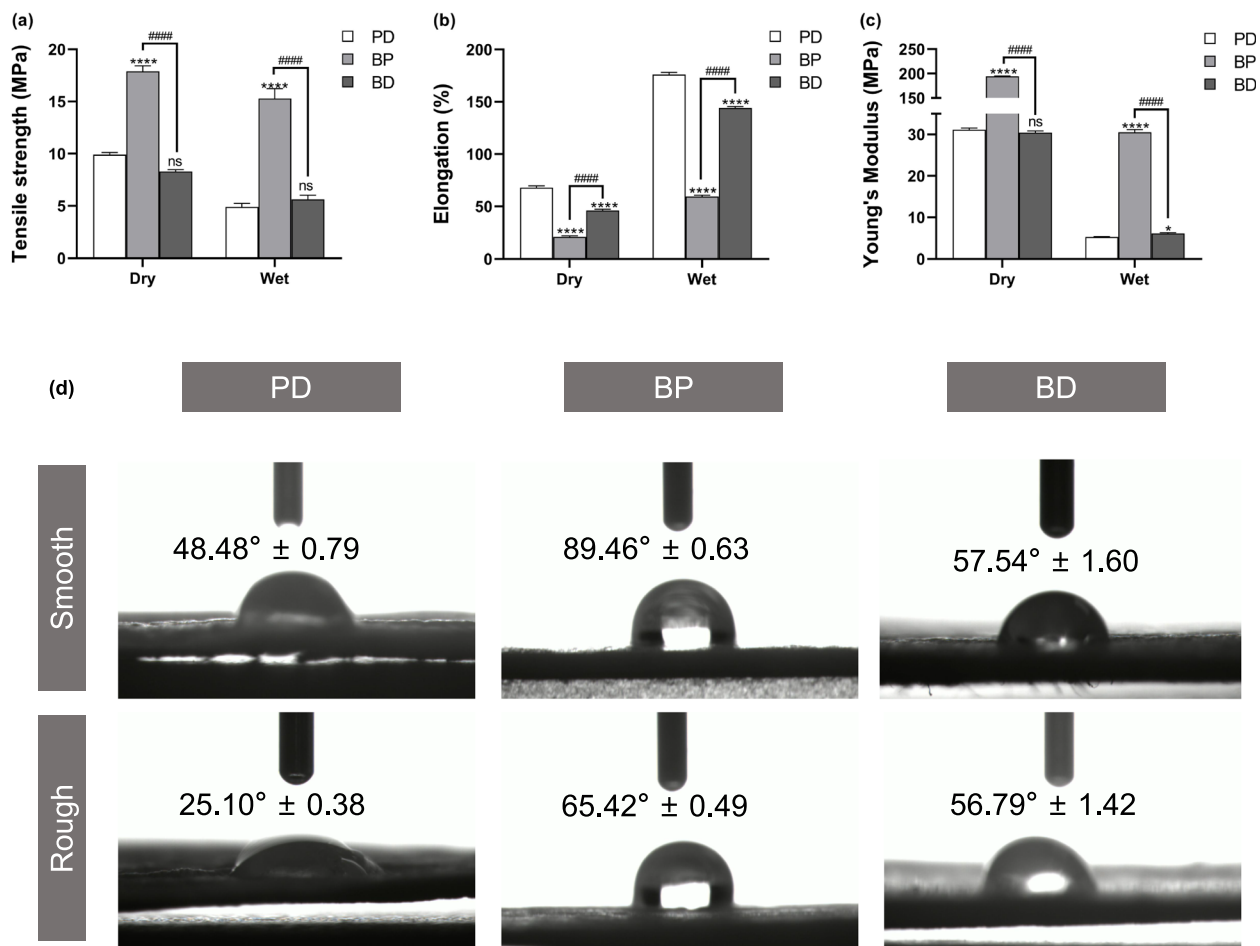 (a)
Tensile strength (MPa)
20
15
10
5
0
Dry
Wet
####
****
ns
####
****
ns
PD
BP
BD
(b)
Elongation (%)
200
150
100
50
0
Dry
Wet
####
****
****
####
****
****
PD
BP
BD
(c)
Young's Modulus (MPa)
250
200
150
30
20
10
0
Dry
Wet
####
****
ns
####
****
*
PD
BP
BD
(d)
PD
BP
BD
Smooth
48.48° ± 0.79
89.46° ± 0.63
57.54° ± 1.60
Rough
25.10° ± 0.38
65.42° ± 0.49
56.79° ± 1.42